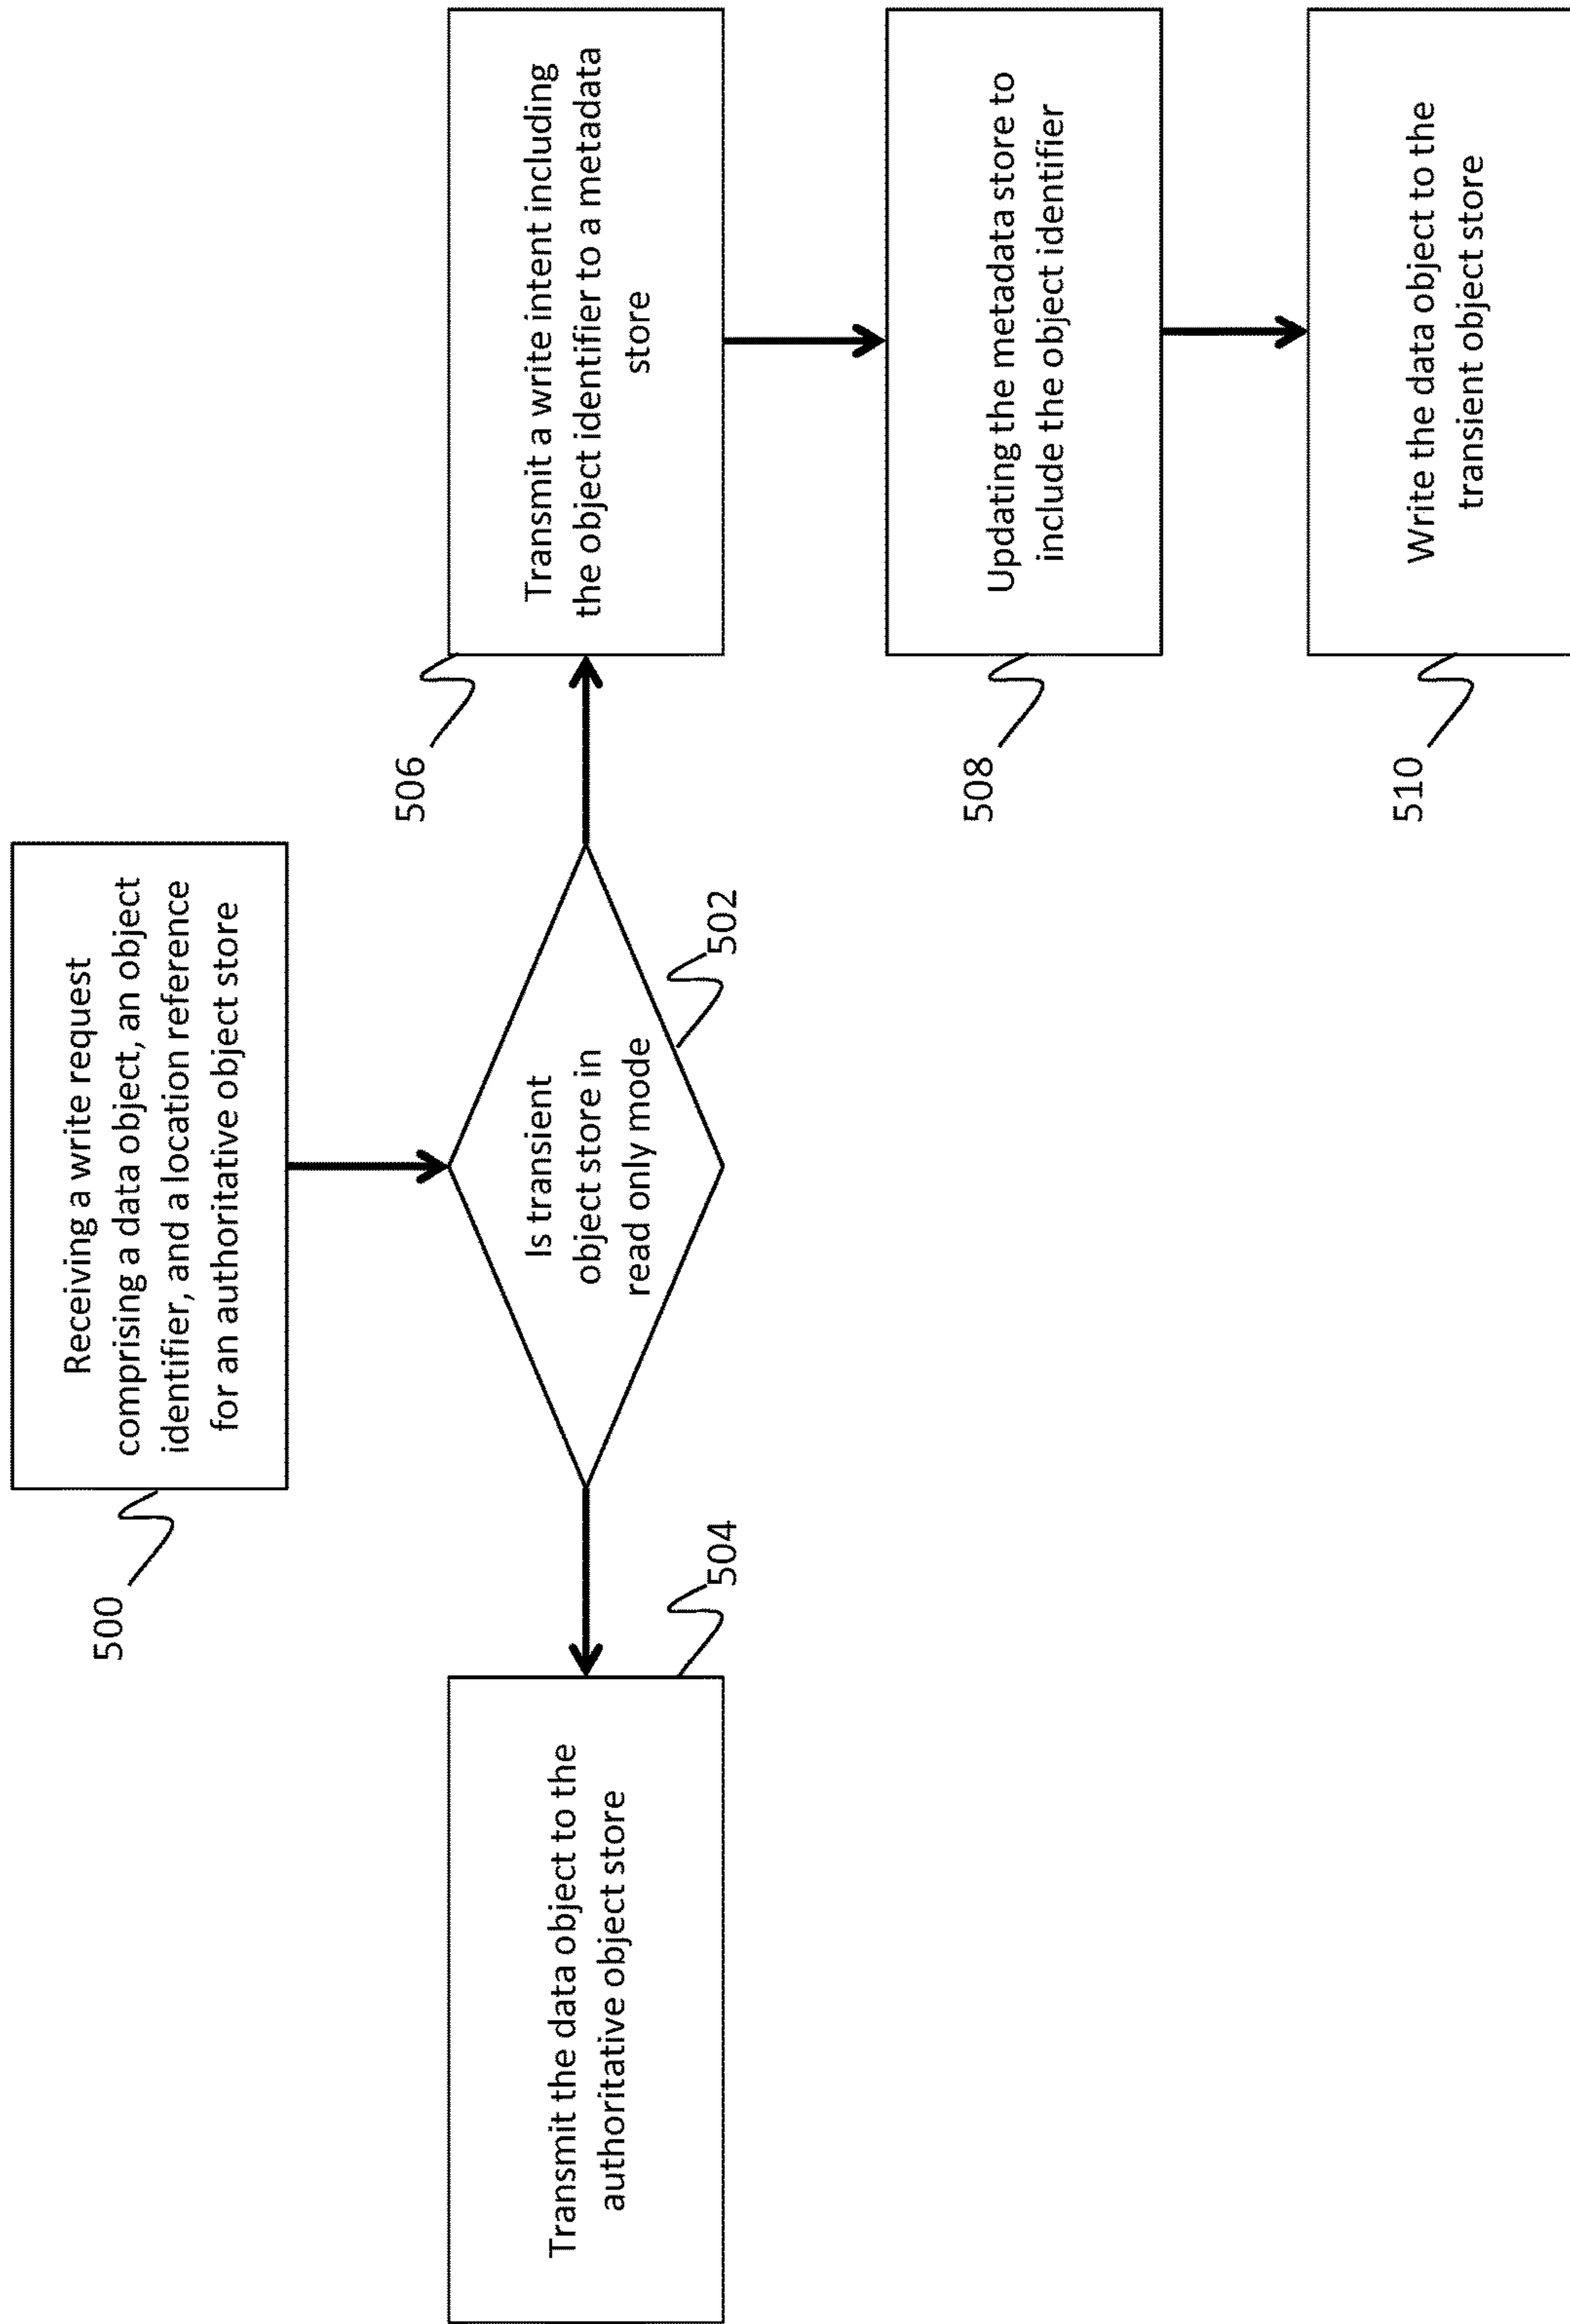 Receiving a write request
comprising a data object, an object
identifier, and a location reference
for an authoritative object store
500
Is transient
object store in
read only mode
502
Transmit the data object to the
authoritative object store
504
Transmit a write intent including
the object identifier to a metadata
store
506
Updating the metadata store to
include the object identifier
508
Write the data object to the
transient object store
510